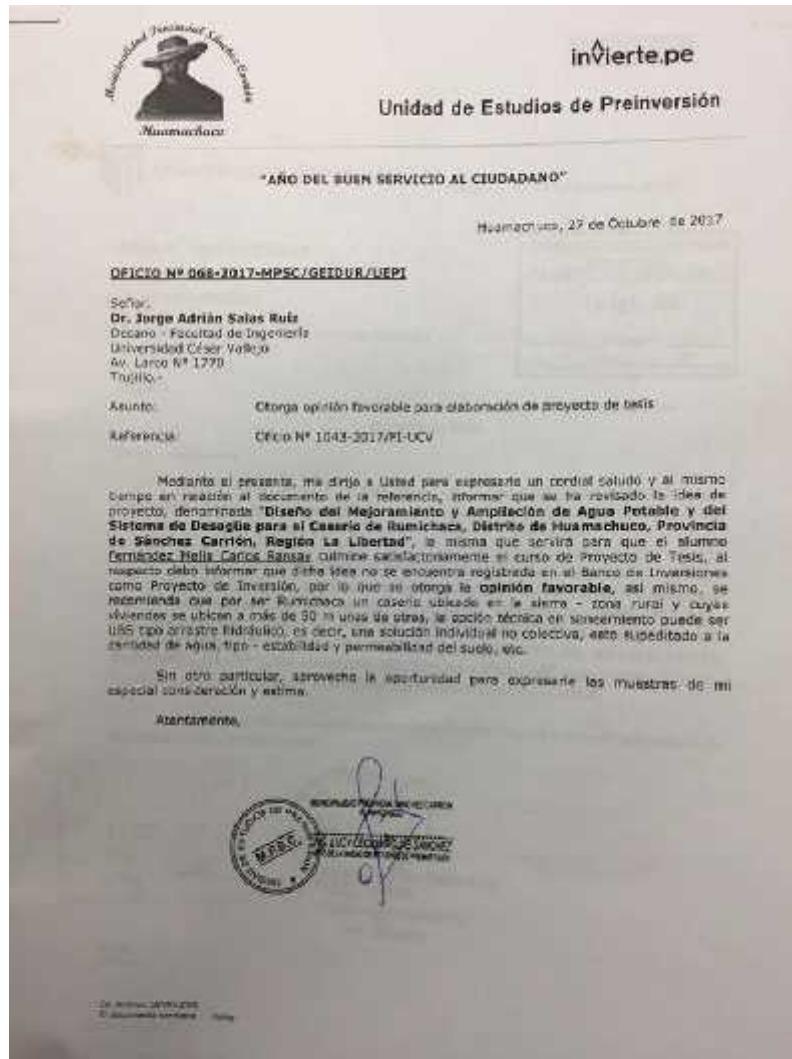 Municipalidad Provincial Sánchez Carrión
Huamachuco
invierte.pe
Unidad de Estudios de Preinversión
"AÑO DEL BUEN SERVICIO AL CIUDADANO"
Huamachuco, 27 de Octubre de 2017
OFICIO Nº 068-2017-MPSC/GEIDUR/UEPI
Señor:
Dr. Jorge Adrián Salas Ruiz
Decano - Facultad de Ingeniería
Universidad César Vallejo
Av. Larco Nº 1770
Trujillo.-
Asunto: Otorga opinión favorable para elaboración de proyecto de tesis
Referencia: Oficio Nº 1043-2017/FI-UCV
Mediante el presente, me dirijo a Usted para expresarle un cordial saludo y al mismo
tiempo en relación al documento de la referencia, informar que se ha revisado la idea de
proyecto, denominada "Diseño del Mejoramiento y Ampliación de Agua Potable y del
Sistema de Desagüe para el Caserío de Rumichaca, Distrito de Huamachuco, Provincia
de Sánchez Carrión, Región La Libertad", la misma que servirá para que el alumno
Fernández Carlos culmine satisfactoriamente el curso de Proyecto de Tesis, al
respecto debo informar que dicha idea no se encuentra registrada en el Banco de Inversiones
como Proyecto de Inversión, por lo que se otorga la opinión favorable, así mismo, se
recomienda que por ser Rumichaca un caserío ubicado en la sierra - zona rural y cuyas
viviendas se ubican a más de 50 m unas de otras, la opción técnica en saneamiento puede ser
UBS tipo arrastre hidráulico, es decir, una solución individual no colectiva, esto supeditado a la
cantidad de agua, tipo - estabilidad y permeabilidad del suelo, etc.
Sin otro particular, aprovecho la oportunidad para expresarle las muestras de mi
especial consideración y estima.
Atentamente,
MUNICIPALIDAD PROVINCIAL SANCHEZ CARRION
M.P.S.C.